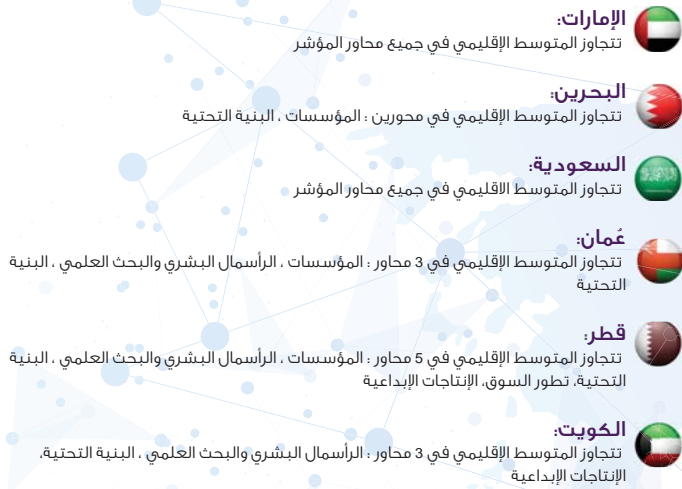 الإمارات:
تتجاوز المتوسط الإقليمي في جميع محاور المؤشر
البحرين:
تتجاوز المتوسط الإقليمي في محورين : المؤسسات ، البنية التحتية
السعودية:
تتجاوز المتوسط الاقليمي في جميع محاور المؤشر
عُمان:
تتجاوز المتوسط الإقليمي في 3 محاور : المؤسسات ، الرأسمال البشري والبحث العلمي ، البنية
التحتية
قطر:
تتجاوز المتوسط الإقليمي في 5 محاور : المؤسسات ، الرأسمال البشري والبحث العلمي ، البنية
التحتية، تطور السوق، الإنتاجات الإبداعية
الكويت:
تتجاوز المتوسط الإقليمي في 3 محاور : الرأسمال البشري والبحث العلمي ، البنية التحتية،
الإنتاجات الإبداعية